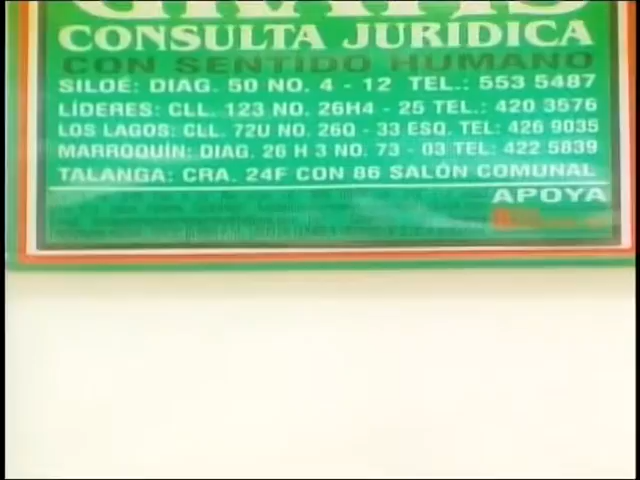 GRATIS
CONSULTA JURÍDICA
CON SENTIDO HUMANO
SILOÉ: DIAG. 50 NO. 4 - 12 TEL.: 553 5487
LÍDERES: CLL. 123 NO. 26H4 - 25 TEL.: 420 3576
LOS LAGOS: CLL. 72U NO. 26Q - 33 ESQ. TEL: 426 9035
MARROQUÍN: DIAG. 26 H 3 NO. 73 - 03 TEL: 422 5839
TALANGA: CRA. 24F CON 86 SALÓN COMUNAL
APOYA